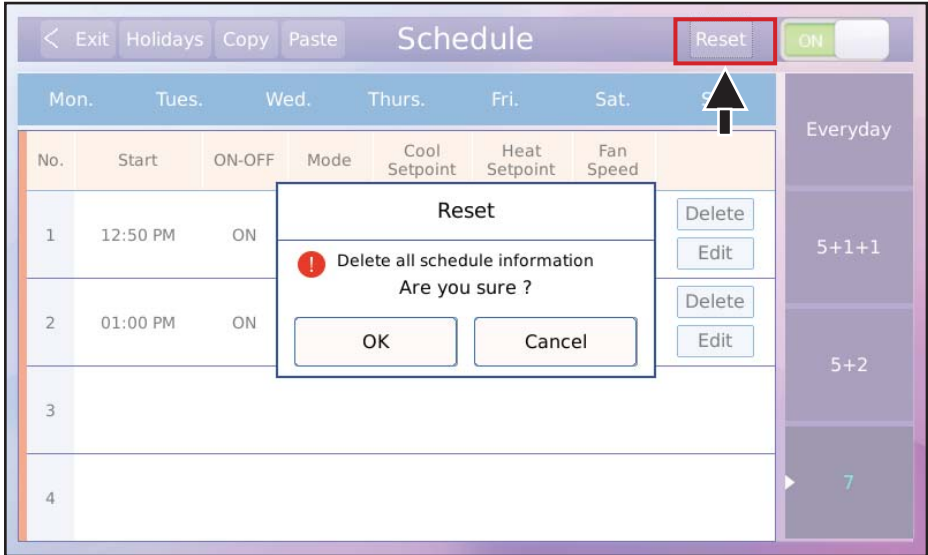 Exit Holidays Copy Paste Schedule Reset ON
Mon. Tues. Wed. Thurs. Fri. Sat.
Everyday
No. Start ON-OFF Mode Cool Setpoint Heat Setpoint Fan Speed
1 12:50 PM ON Delete
Edit
5+1+1
2 01:00 PM ON Delete
Edit
5+2
3
4
7
Reset
! Delete all schedule information
Are you sure ?
OK Cancel